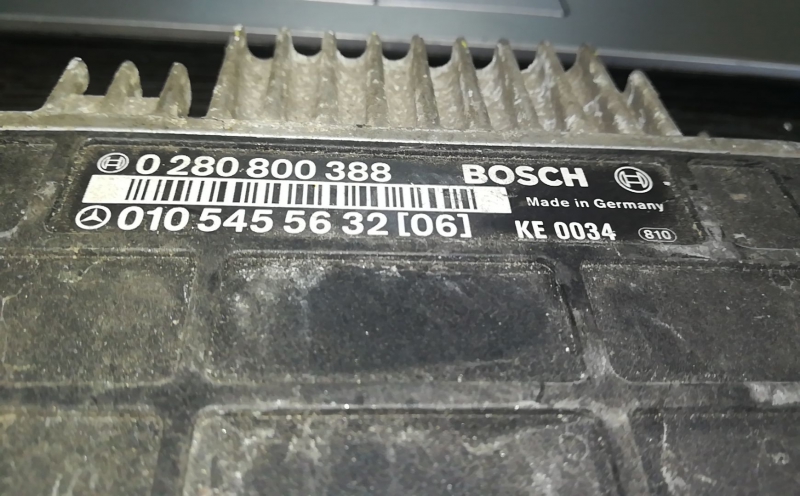 0 280 800 388 BOSCH
Made in Germany
010 545 56 32 [06] KE 0034 810